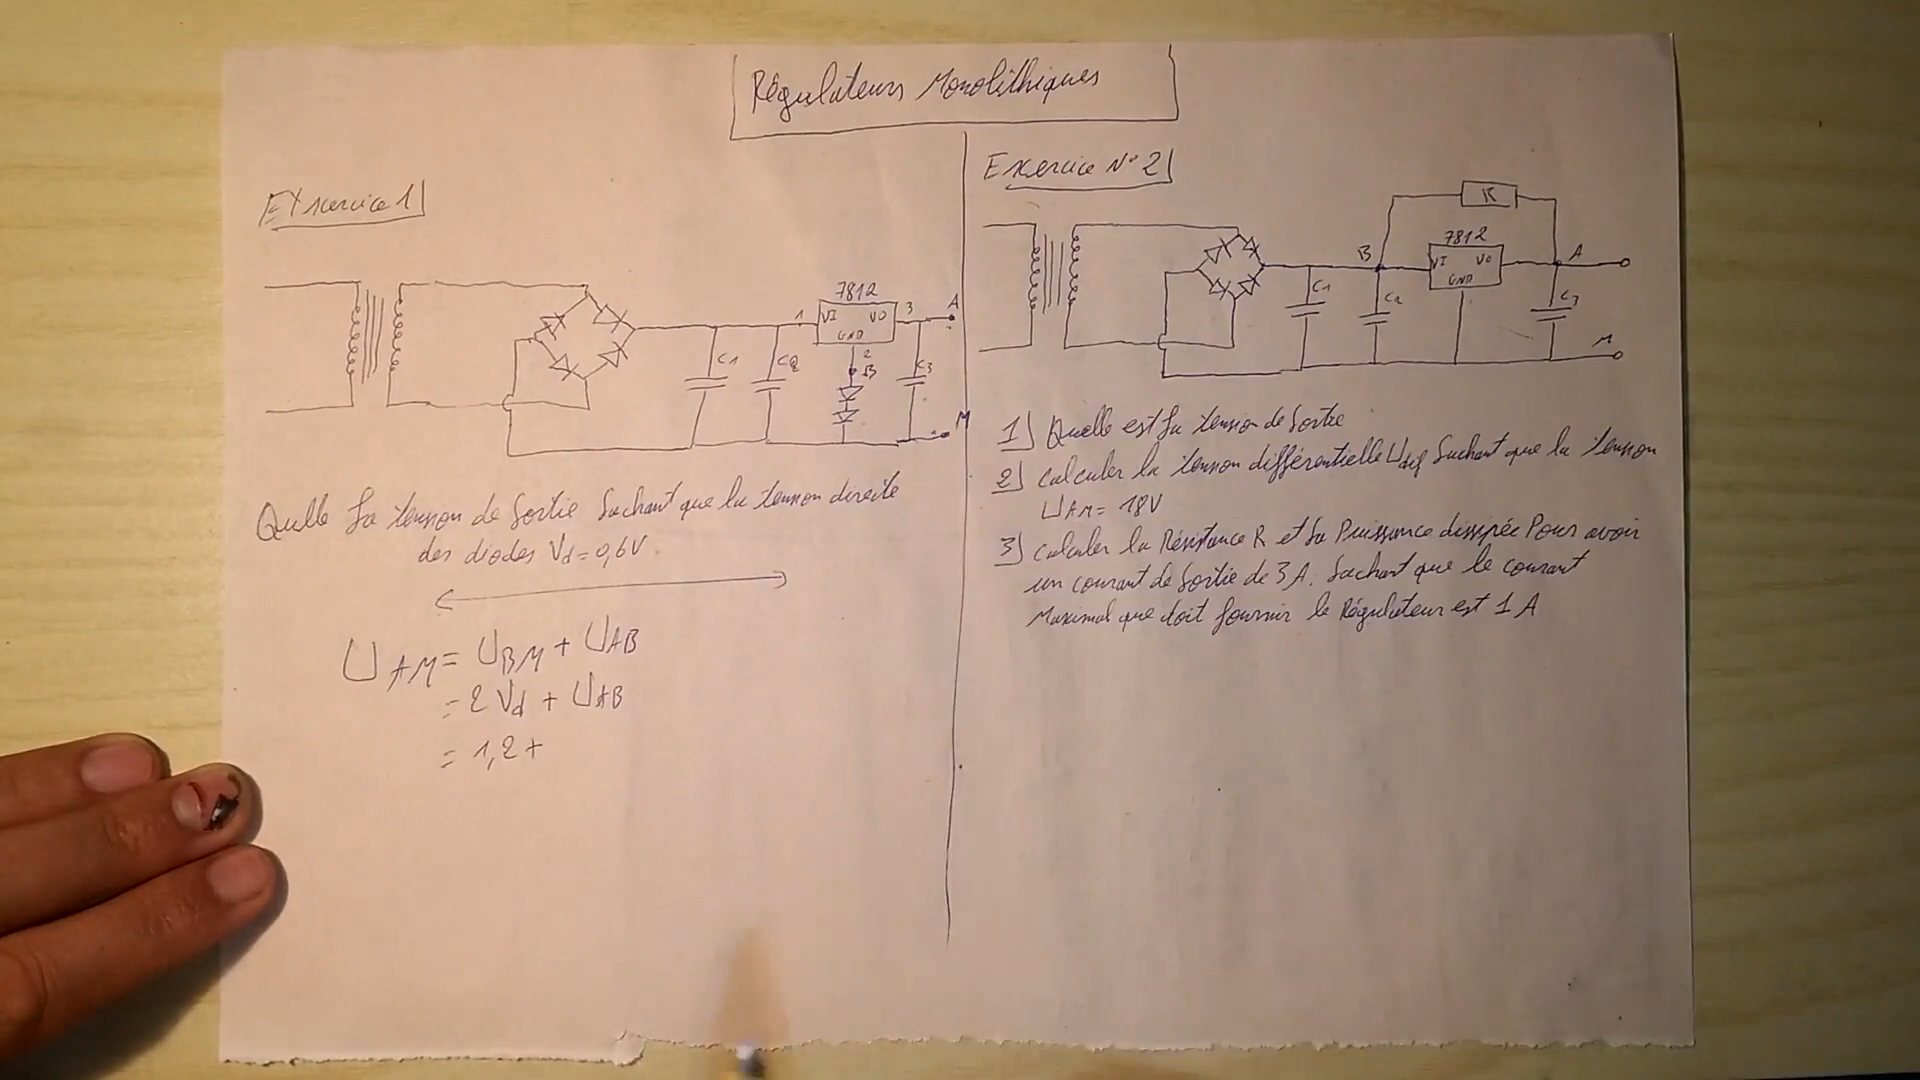 Régulateurs Monolithiques
Exercice 1
7812
1 VI VO 3 A
GND
2
B
C1 C2 C3
M
Quelle la tension de Sortie Sachant que la tension directe
des diodes Vd = 0,6V
UAM = UBM + UAB
= 2 Vd + UAB
= 1,2 +
Exercice N° 2
R
7812
B VI VO A
GND
C1 C2 C3
M
1) Quelle est la tension de Sortie
2) Calculer la tension différentielle Udif Sachant que la tension
UAM = 18V
3) Calculer la Résistance R et la Puissance dissipée Pour avoir
un courant de Sortie de 3 A. Sachant que le courant
Maximal que doit fournir le Régulateur est 1 A